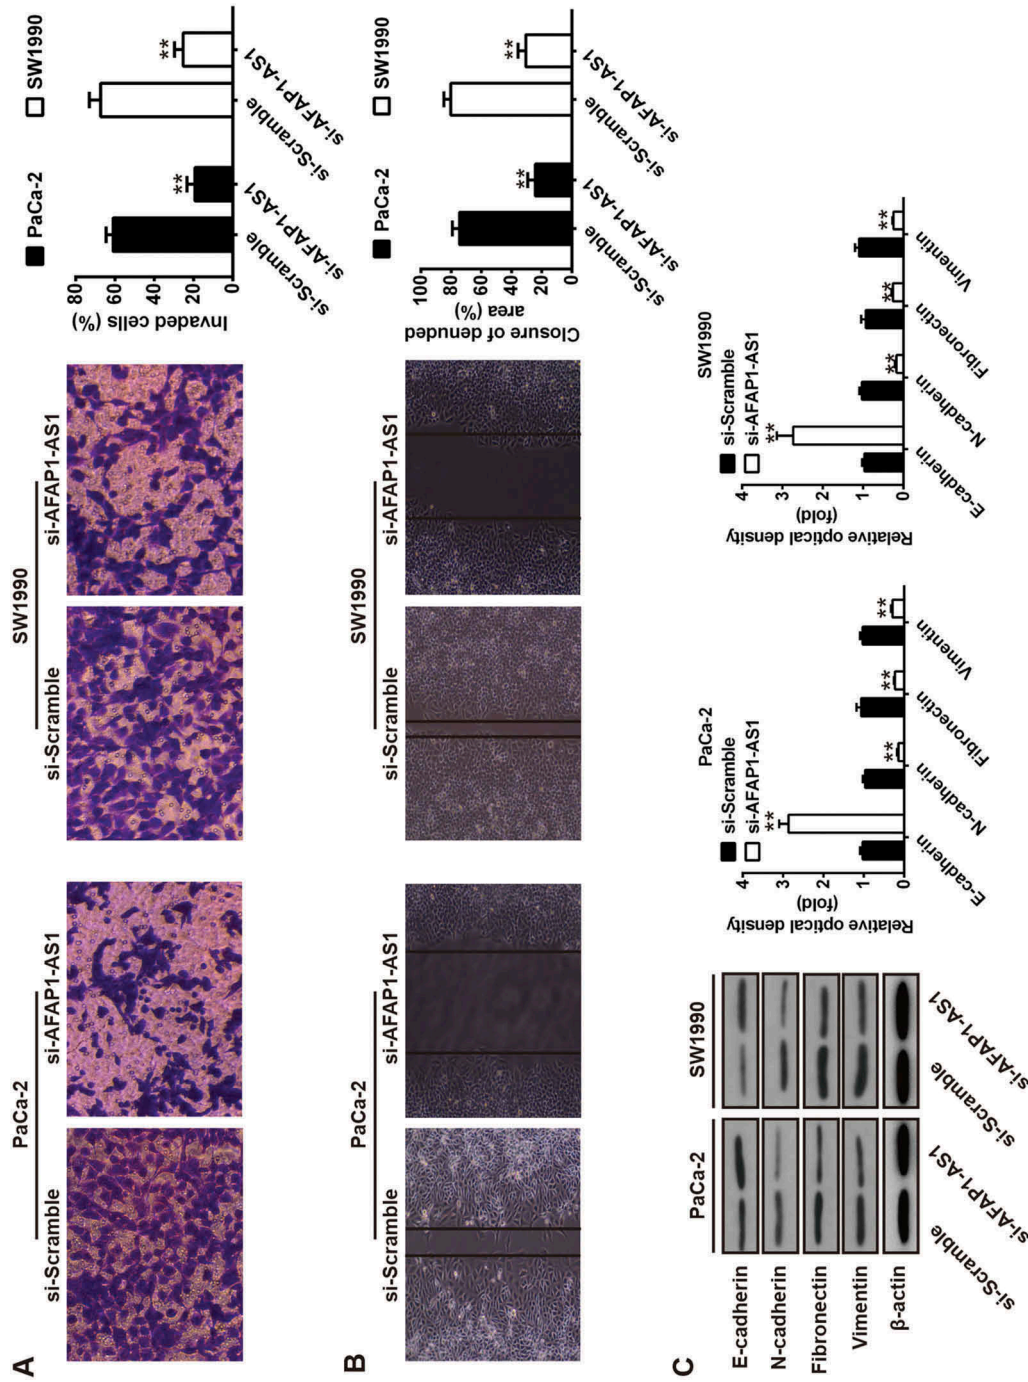 A
PaCa-2
si-Scramble
si-AFAP1-AS1
SW1990
si-Scramble
si-AFAP1-AS1
PaCa-2
SW1990
Invaded cells (%)
80
60
40
20
0
**
**
si-Scramble
si-AFAP1-AS1
si-Scramble
si-AFAP1-AS1
B
PaCa-2
si-Scramble
si-AFAP1-AS1
SW1990
si-Scramble
si-AFAP1-AS1
PaCa-2
SW1990
Closure of denuded
area (%)
100
80
60
40
20
0
**
**
si-Scramble
si-AFAP1-AS1
si-Scramble
si-AFAP1-AS1
C
PaCa-2
SW1990
E-cadherin
N-cadherin
Fibronectin
Vimentin
β-actin
si-Scramble
si-AFAP1-AS1
si-Scramble
si-AFAP1-AS1
PaCa-2
si-Scramble
si-AFAP1-AS1
Relative optical density
(fold)
4
3
2
1
0
**
**
**
**
E-cadherin
N-cadherin
Fibronectin
Vimentin
SW1990
si-Scramble
si-AFAP1-AS1
Relative optical density
(fold)
4
3
2
1
0
**
**
**
**
E-cadherin
N-cadherin
Fibronectin
Vimentin